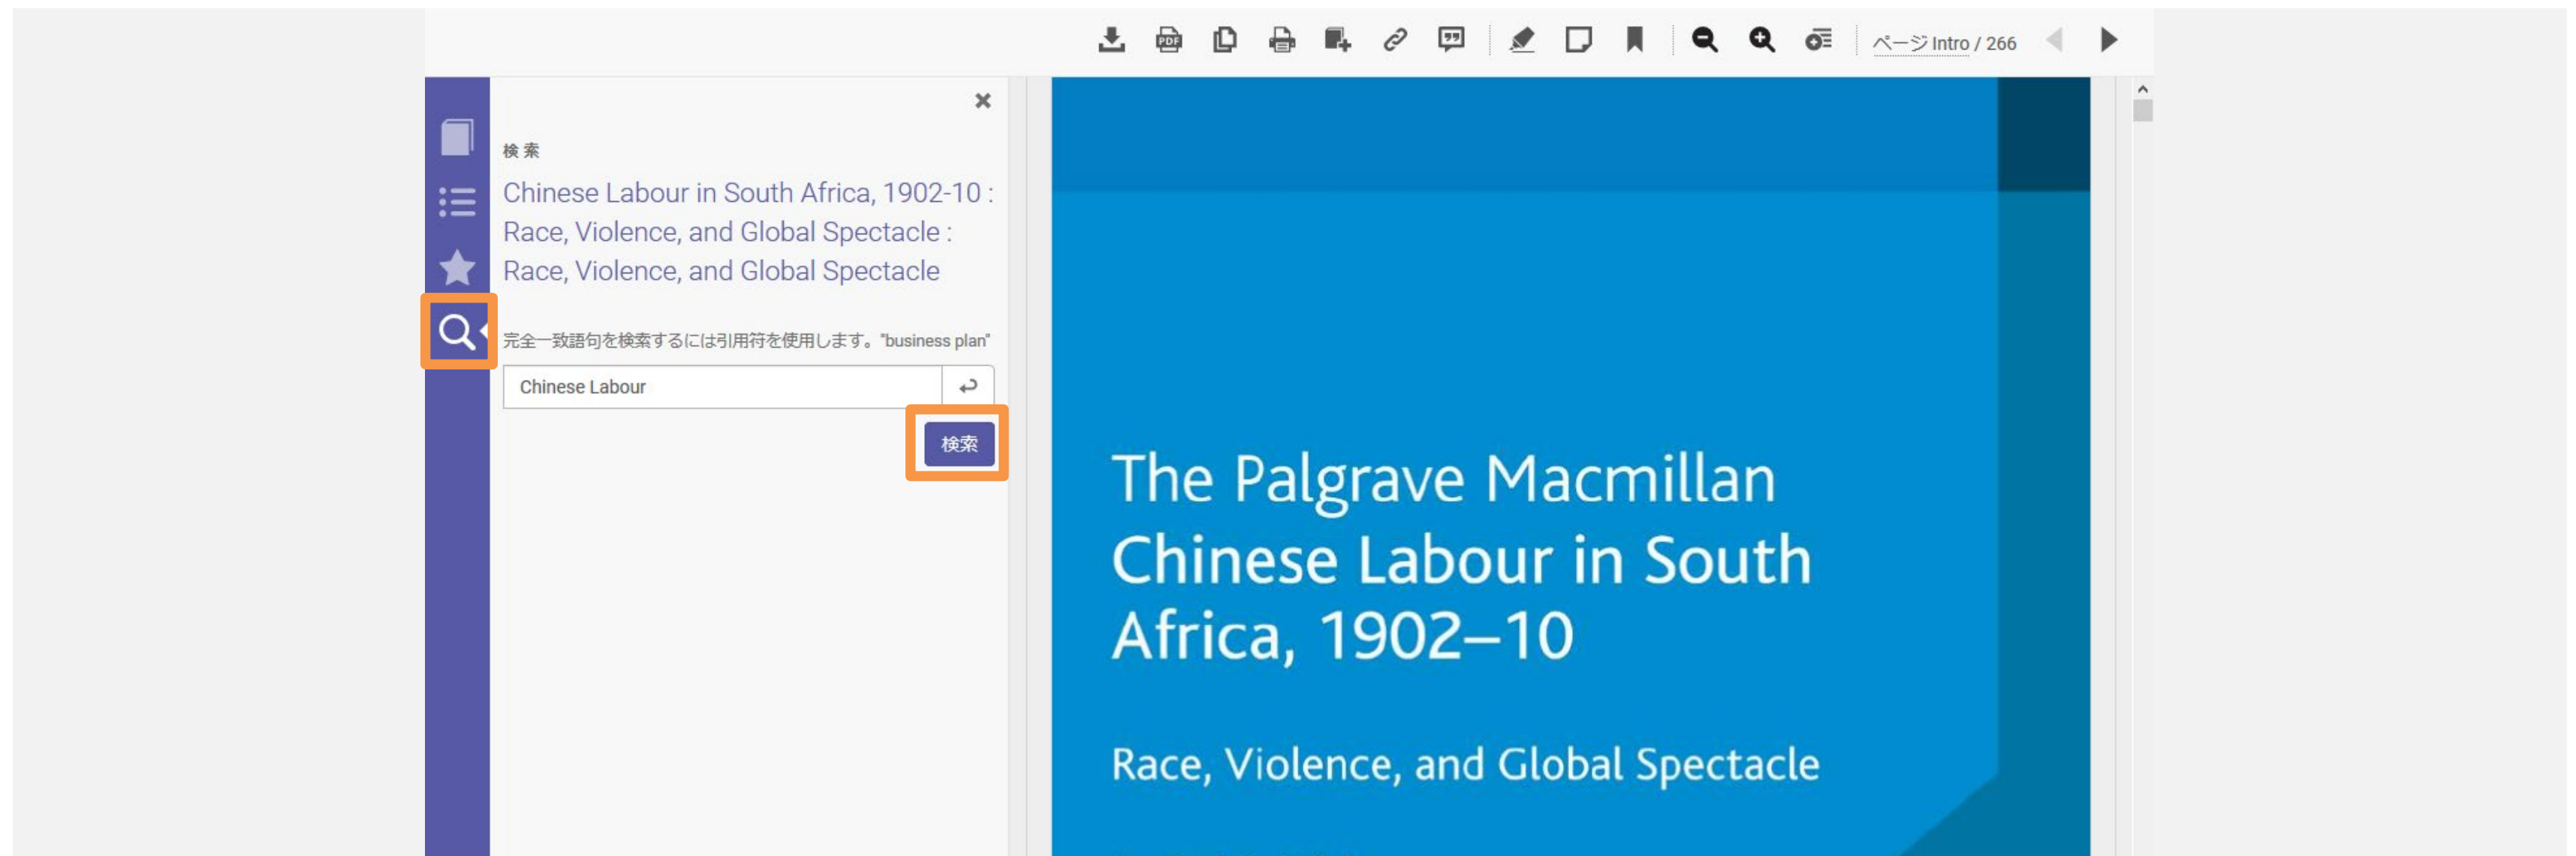 PDF
ページ Intro / 266
検索
Chinese Labour in South Africa, 1902-10 :
Race, Violence, and Global Spectacle :
Race, Violence, and Global Spectacle
完全一致語句を検索するには引用符を使用します。"business plan"
Chinese Labour
検索
The Palgrave Macmillan
Chinese Labour in South
Africa, 1902–10
Race, Violence, and Global Spectacle